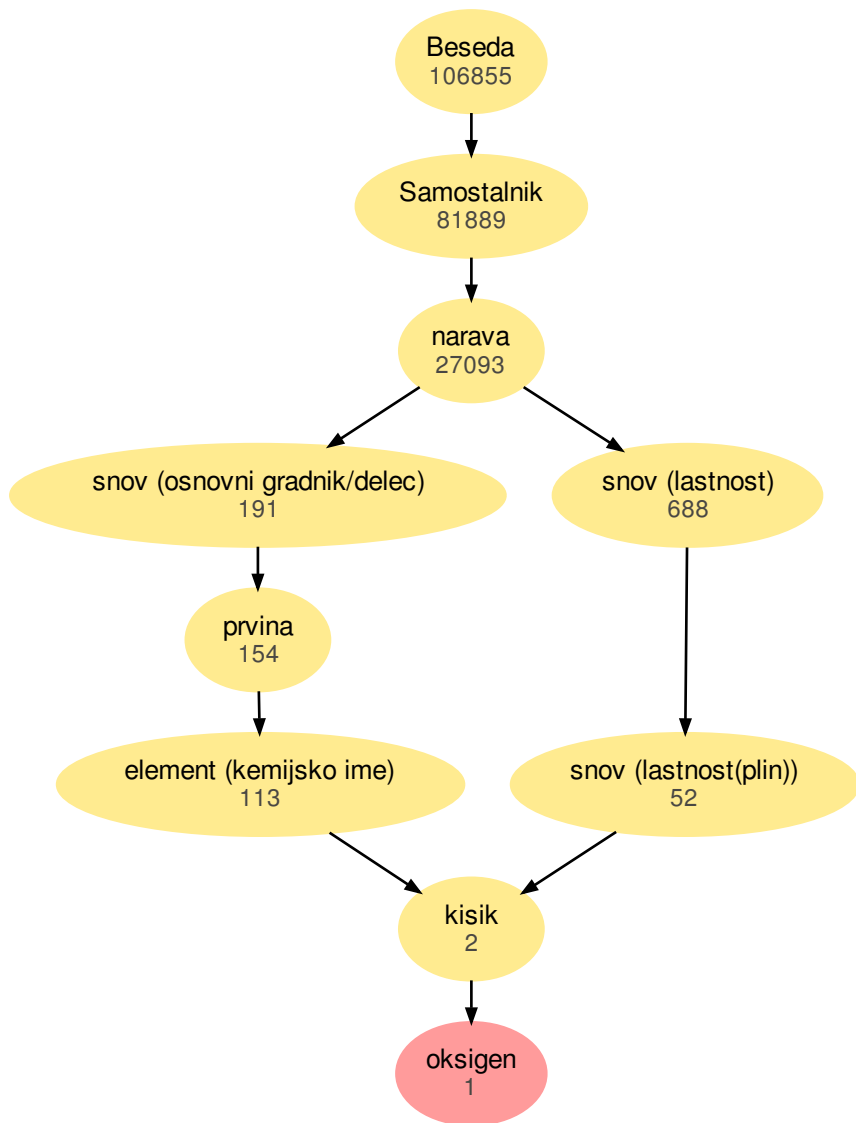 Beseda
106855
Samostalnik
81889
narava
27093
snov (osnovni gradnik/delec)
191
snov (lastnost)
688
prvina
154
element (kemijsko ime)
113
snov (lastnost(plin))
52
kisik
2
oksigen
1